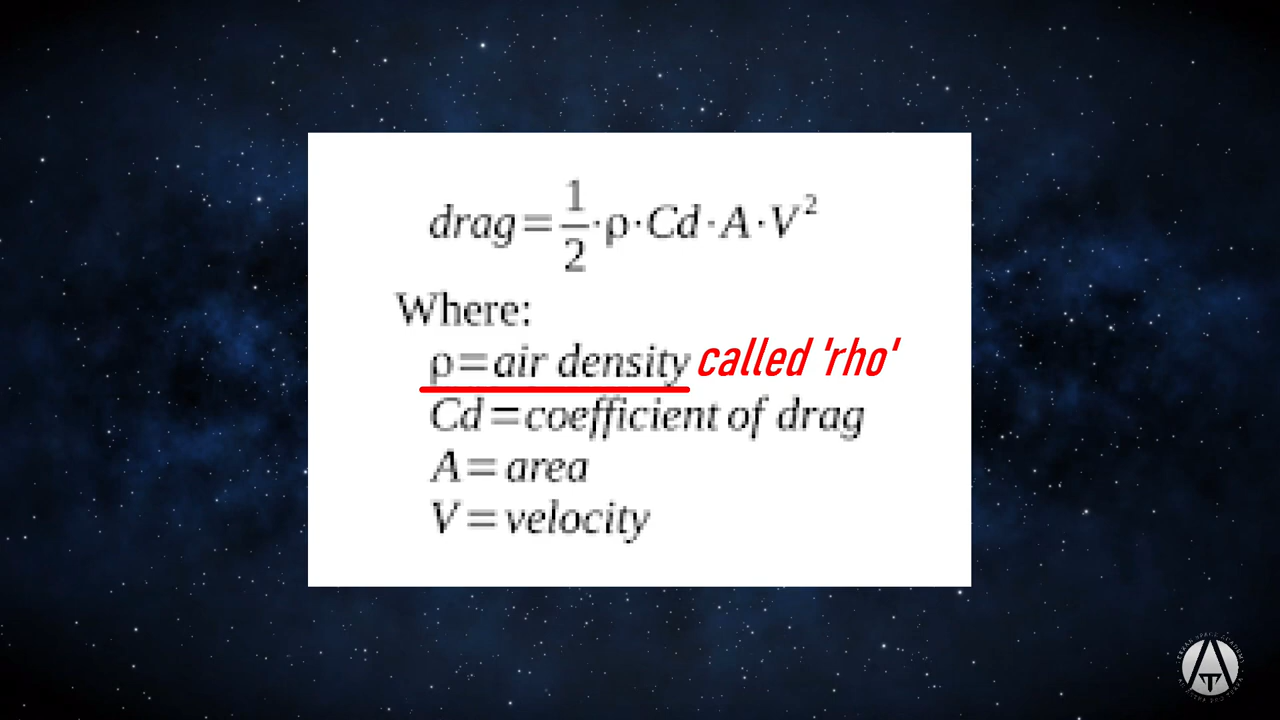 drag=1/2·ρ·Cd·A·V²
Where:
ρ=air density called 'rho'
Cd=coefficient of drag
A=area
V=velocity